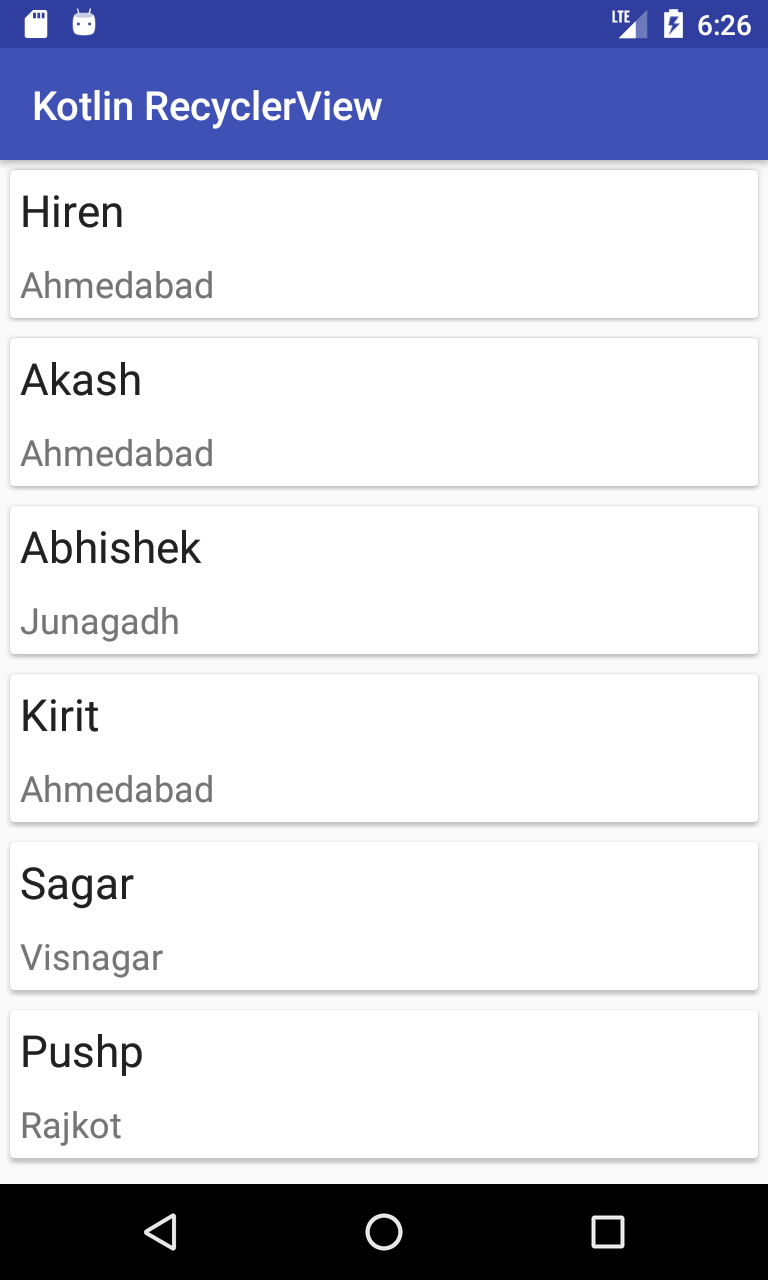 LTE 6:26
Kotlin RecyclerView
Hiren
Ahmedabad
Akash
Ahmedabad
Abhishek
Junagadh
Kirit
Ahmedabad
Sagar
Visnagar
Pushp
Rajkot